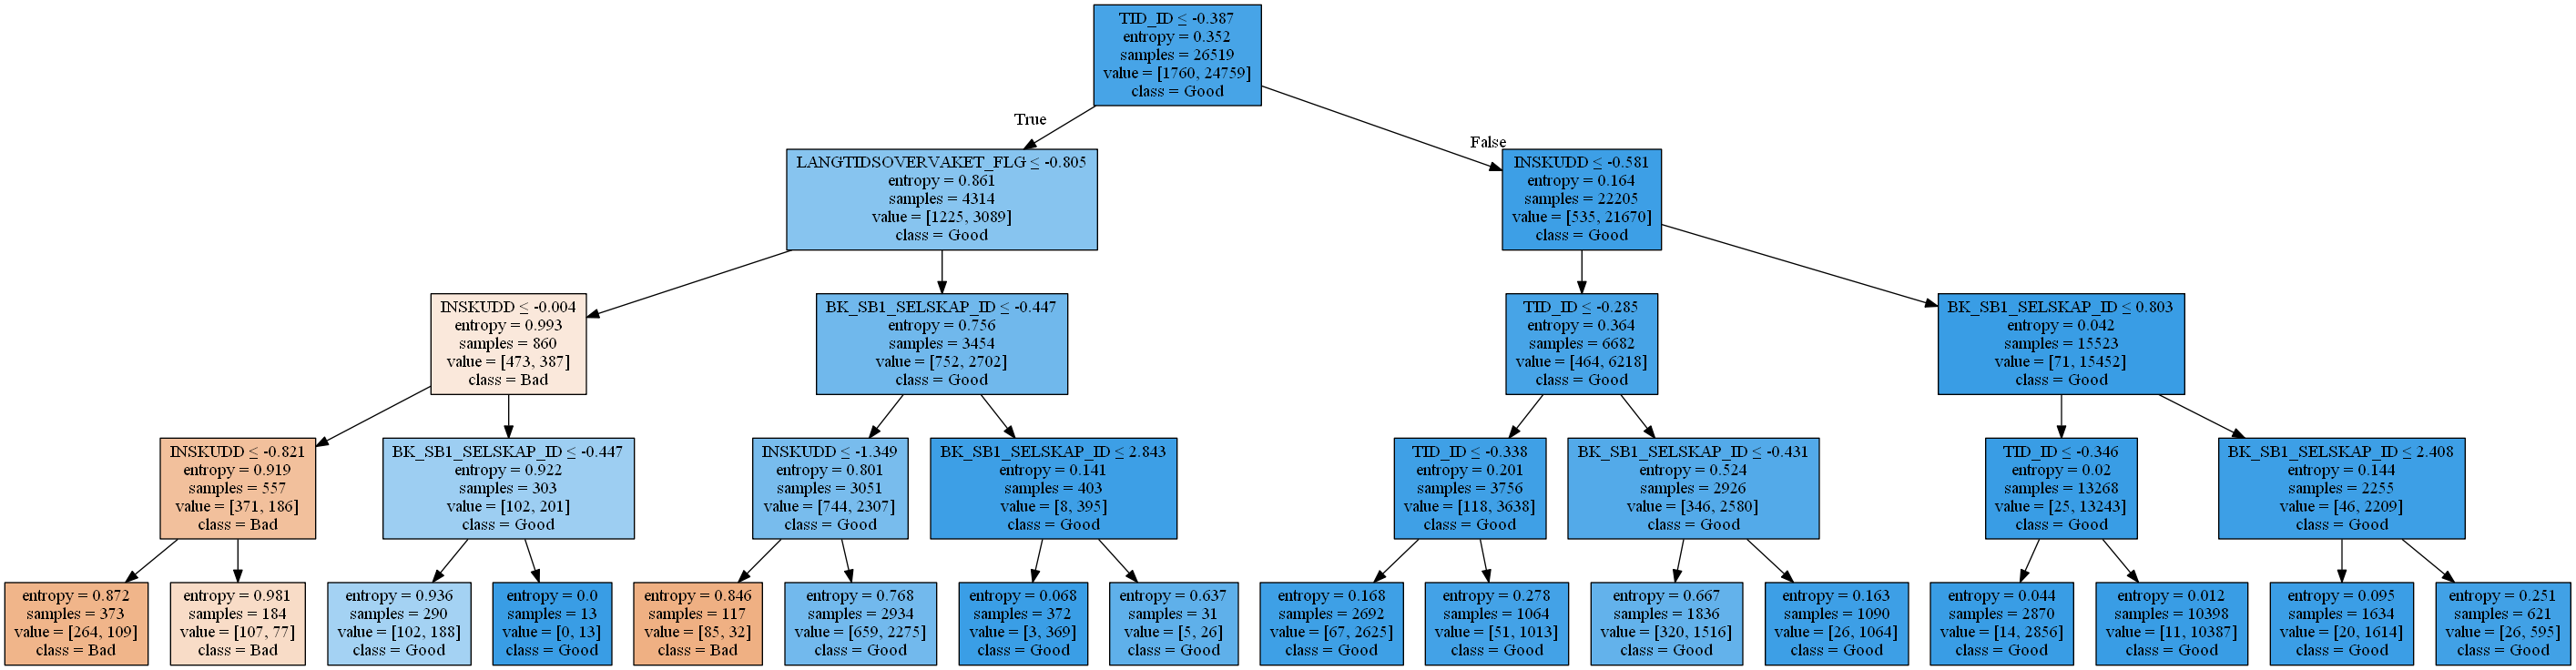 TID_ID ≤ -0.387
entropy = 0.352
samples = 26519
value = [1760, 24759]
class = Good
True
False
LANGTIDSOVERVAKET_FLG ≤ -0.805
entropy = 0.861
samples = 4314
value = [1225, 3089]
class = Good
INSKUDD ≤ -0.581
entropy = 0.164
samples = 22205
value = [535, 21670]
class = Good
INSKUDD ≤ -0.004
entropy = 0.993
samples = 860
value = [473, 387]
class = Bad
BK_SB1_SELSKAP_ID ≤ -0.447
entropy = 0.756
samples = 3454
value = [752, 2702]
class = Good
TID_ID ≤ -0.285
entropy = 0.364
samples = 6682
value = [464, 6218]
class = Good
BK_SB1_SELSKAP_ID ≤ 0.803
entropy = 0.042
samples = 15523
value = [71, 15452]
class = Good
INSKUDD ≤ -0.821
entropy = 0.919
samples = 557
value = [371, 186]
class = Bad
BK_SB1_SELSKAP_ID ≤ -0.447
entropy = 0.922
samples = 303
value = [102, 201]
class = Good
INSKUDD ≤ -1.349
entropy = 0.801
samples = 3051
value = [744, 2307]
class = Good
BK_SB1_SELSKAP_ID ≤ 2.843
entropy = 0.141
samples = 403
value = [8, 395]
class = Good
TID_ID ≤ -0.338
entropy = 0.201
samples = 3756
value = [118, 3638]
class = Good
BK_SB1_SELSKAP_ID ≤ -0.431
entropy = 0.524
samples = 2926
value = [346, 2580]
class = Good
TID_ID ≤ -0.346
entropy = 0.02
samples = 13268
value = [25, 13243]
class = Good
BK_SB1_SELSKAP_ID ≤ 2.408
entropy = 0.144
samples = 2255
value = [46, 2209]
class = Good
entropy = 0.872
samples = 373
value = [264, 109]
class = Bad
entropy = 0.981
samples = 184
value = [107, 77]
class = Bad
entropy = 0.936
samples = 290
value = [102, 188]
class = Good
entropy = 0.0
samples = 13
value = [0, 13]
class = Good
entropy = 0.846
samples = 117
value = [85, 32]
class = Bad
entropy = 0.768
samples = 2934
value = [659, 2275]
class = Good
entropy = 0.068
samples = 372
value = [3, 369]
class = Good
entropy = 0.637
samples = 31
value = [5, 26]
class = Good
entropy = 0.168
samples = 2692
value = [67, 2625]
class = Good
entropy = 0.278
samples = 1064
value = [51, 1013]
class = Good
entropy = 0.667
samples = 1836
value = [320, 1516]
class = Good
entropy = 0.163
samples = 1090
value = [26, 1064]
class = Good
entropy = 0.044
samples = 2870
value = [14, 2856]
class = Good
entropy = 0.012
samples = 10398
value = [11, 10387]
class = Good
entropy = 0.095
samples = 1634
value = [20, 1614]
class = Good
entropy = 0.251
samples = 621
value = [26, 595]
class = Good